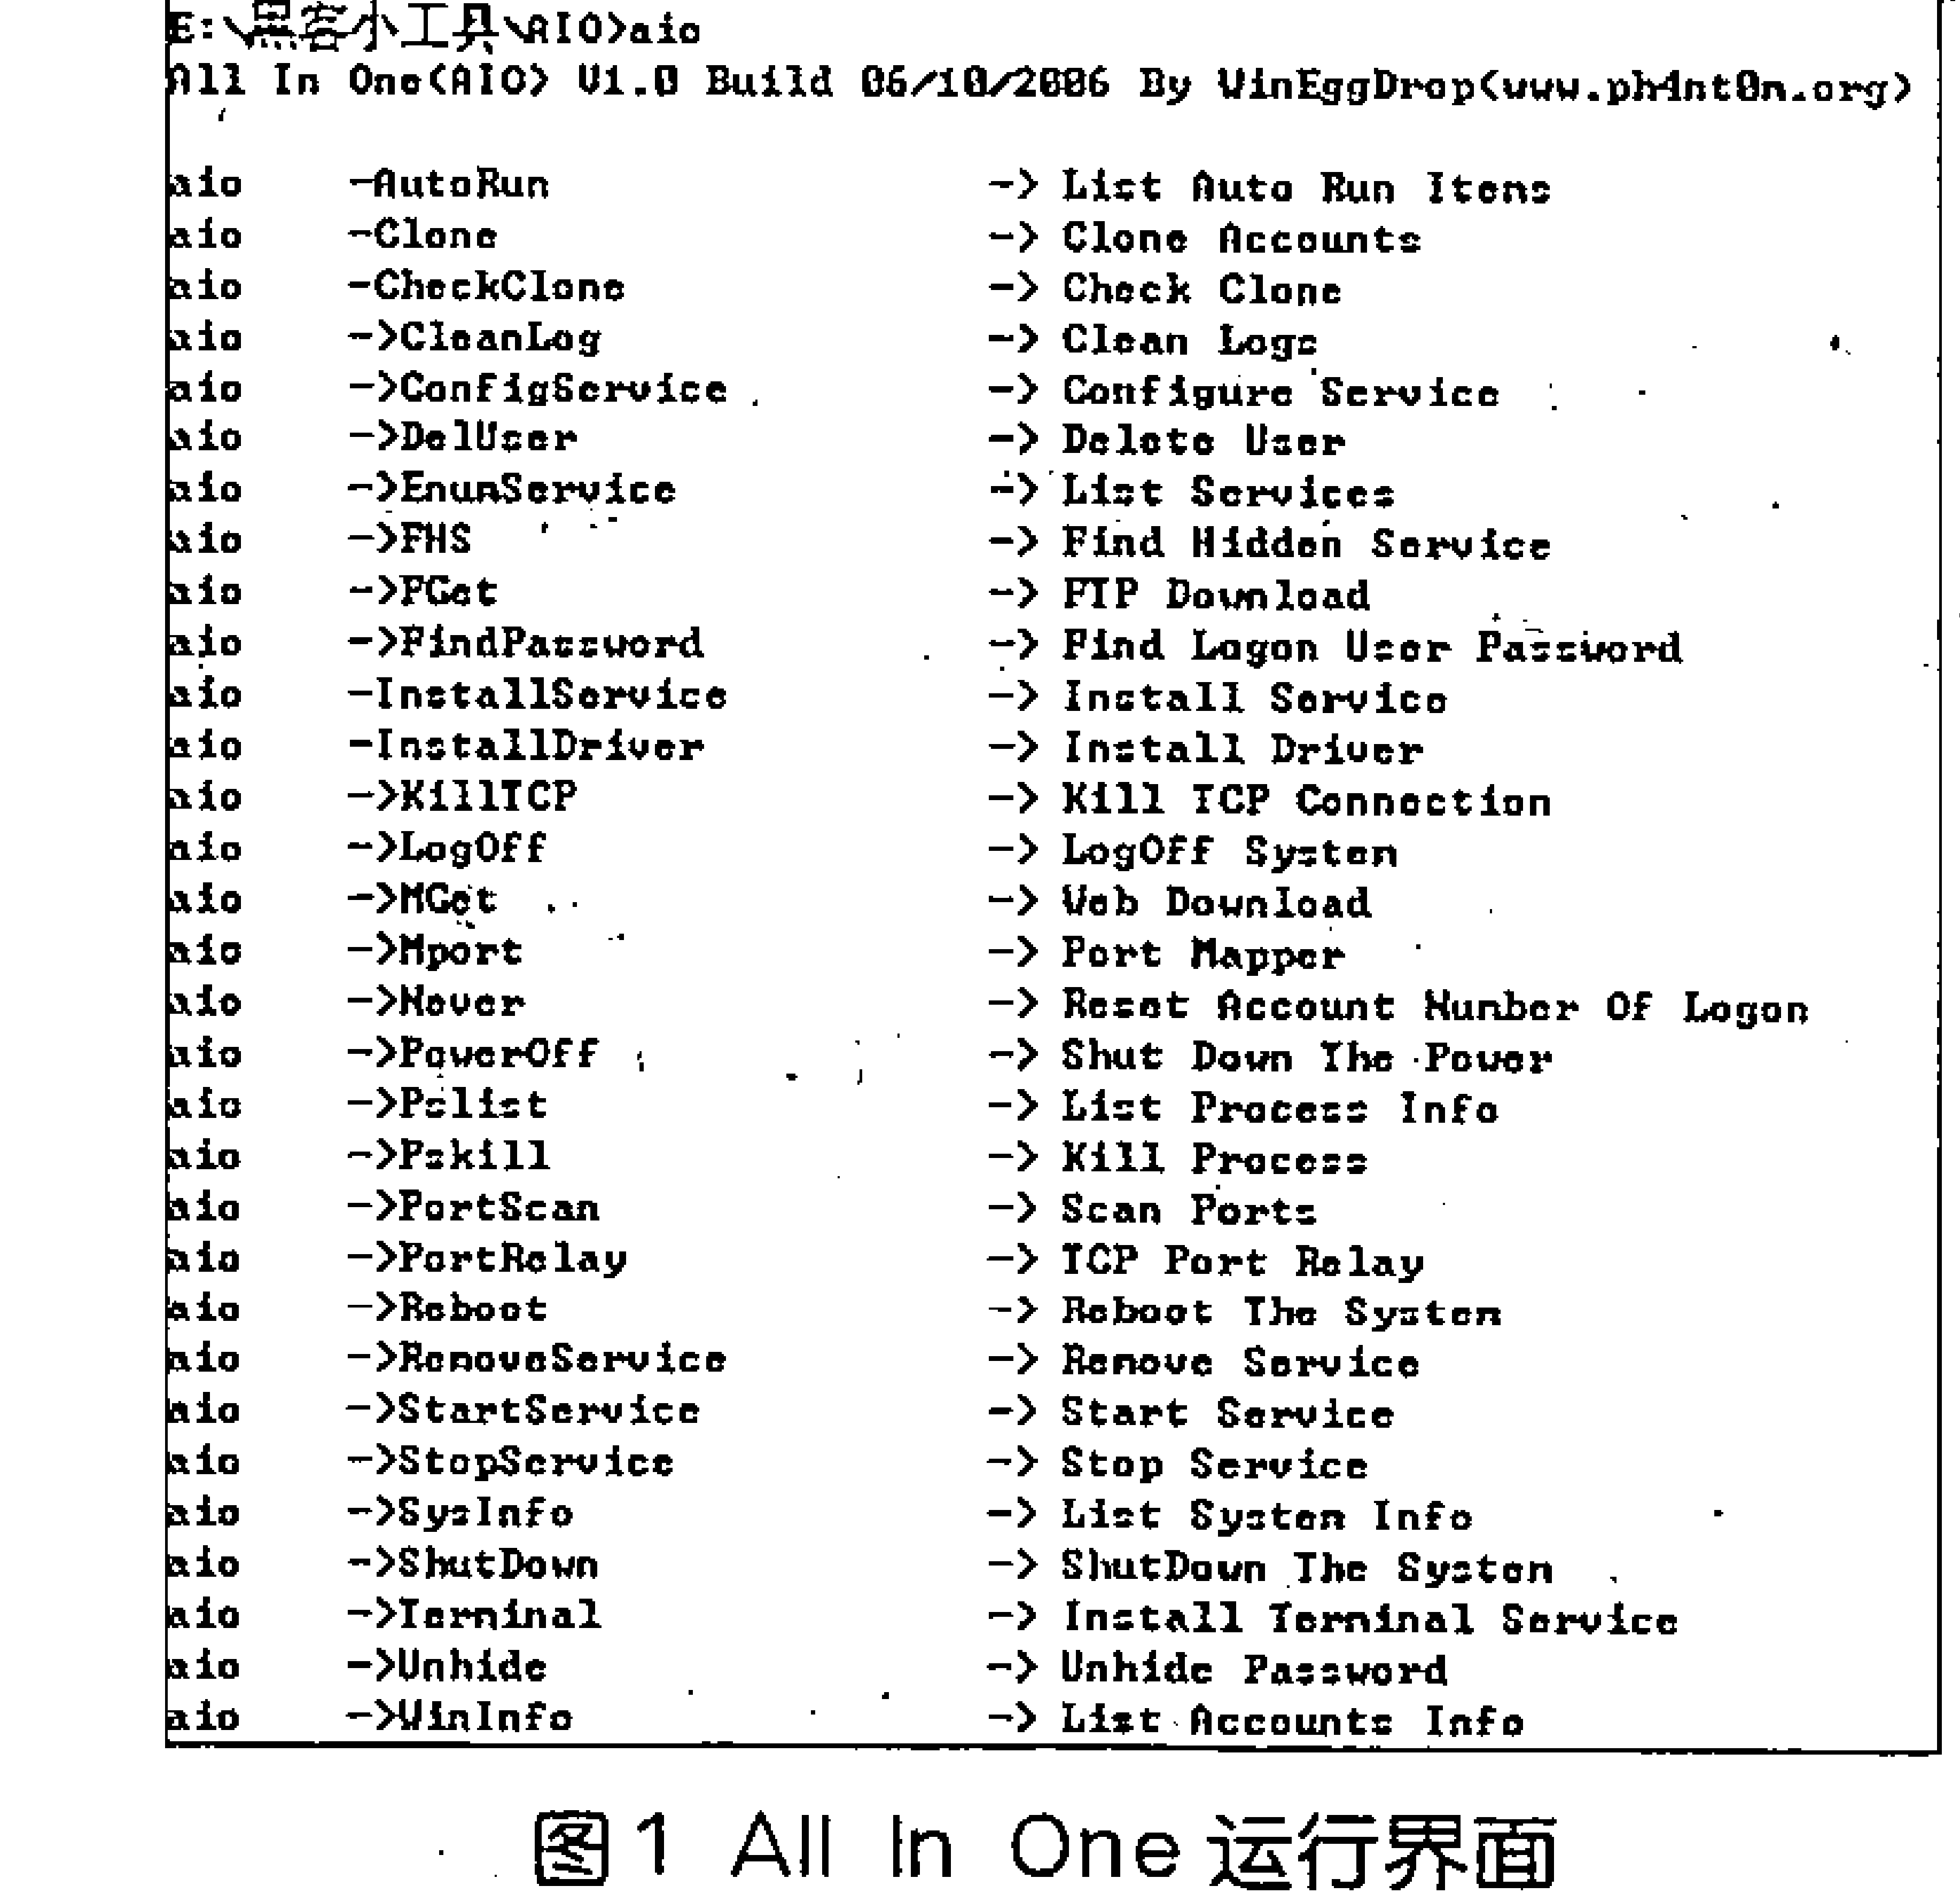 E:\黑客小工具\AIO>aio
All In One(AIO) V1.0 Build 06/10/2006 By WinEggDrop(www.ph4nt0m.org)
aio -AutoRun -> List Auto Run Items
aio -Clone -> Clone Accounts
aio -CheckClone -> Check Clone
aio ->CleanLog -> Clean Logs
aio ->ConfigService -> Configure Service
aio ->DelUser -> Delete User
aio ->EnumService -> List Services
aio ->FHS -> Find Hidden Service
aio ->FGet -> FTP Download
aio ->FindPassword -> Find Logon User Password
aio -InstallService -> Install Service
aio -InstallDriver -> Install Driver
aio ->KillTCP -> Kill TCP Connection
aio ->LogOff -> LogOff System
aio ->MGet -> Web Download
aio ->Mport -> Port Mapper
aio ->Never -> Reset Account Number Of Logon
aio ->PowerOff -> Shut Down The Power
aio ->Pslist -> List Process Info
aio ->Pskill -> Kill Process
aio ->PortScan -> Scan Ports
aio ->PortRelay -> TCP Port Relay
aio ->Reboot -> Reboot The System
aio ->RemoveService -> Remove Service
aio ->StartService -> Start Service
aio ->StopService -> Stop Service
aio ->SysInfo -> List System Info
aio ->ShutDown -> ShutDown The System
aio ->Terminal -> Install Terminal Service
aio ->Unhide -> Unhide Password
aio ->WinInfo -> List Accounts Info
图1 All In One 运行界面